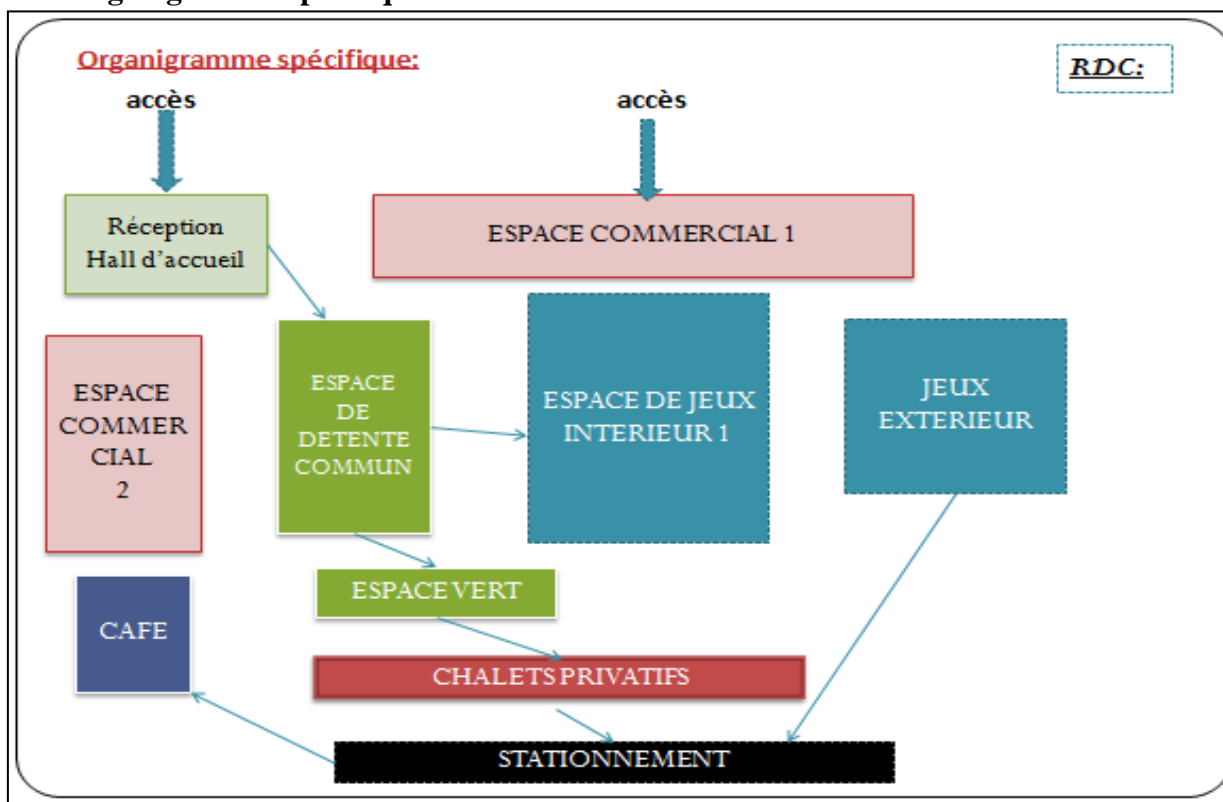 Organigramme spécifique:
RDC:
accès
accès
Réception
Hall d'accueil
ESPACE COMMERCIAL 1
ESPACE
COMMER
CIAL
2
ESPACE
DE
DETENTE
COMMUN
ESPACE DE JEUX
INTERIEUR 1
JEUX
EXTERIEUR
ESPACE VERT
CAFE
CHALETS PRIVATIFS
STATIONNEMENT